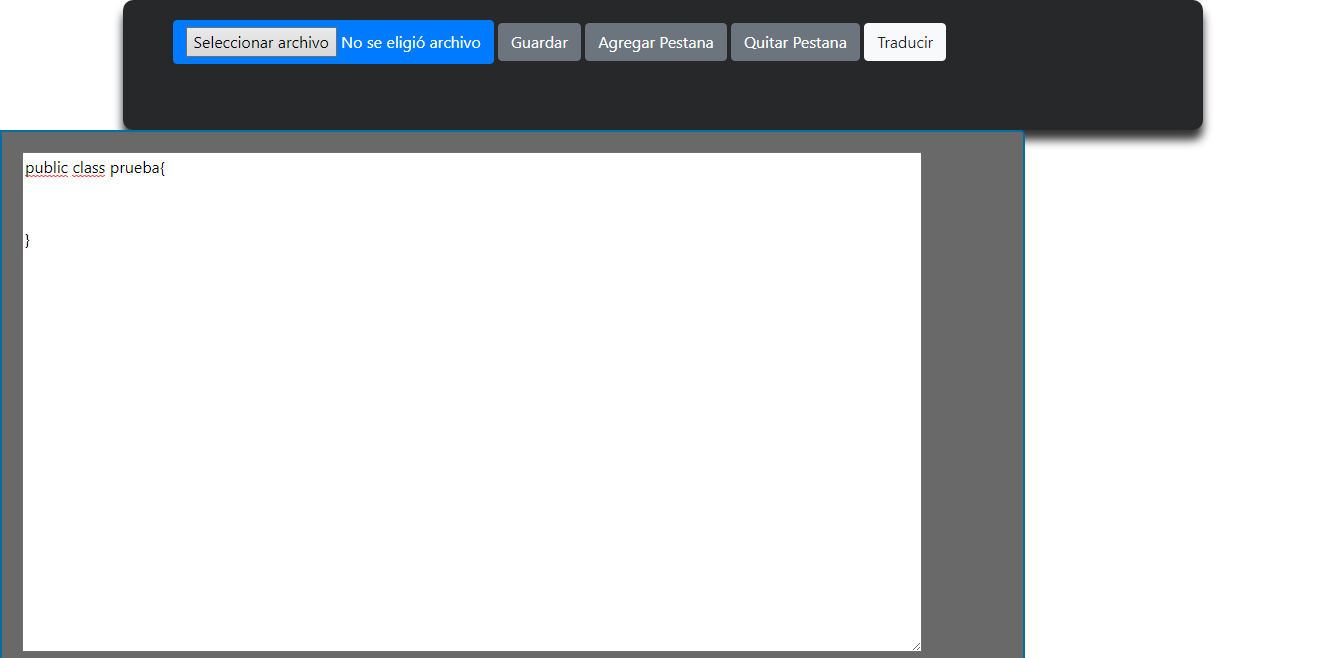 Seleccionar archivo No se eligió archivo Guardar Agregar Pestana Quitar Pestana Traducir
public class prueba{
}